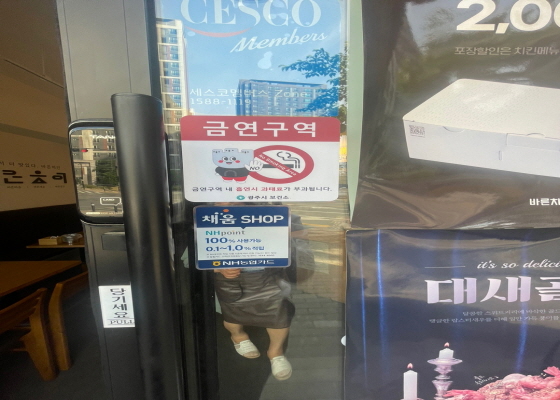 CESCO
Members
세스코멤버스 Zone
1588-1119
금연구역
NO!
금연구역 내 흡연시 과태료가 부과됩니다.
광주시 보건소
채움 SHOP
NHpoint
100% 사용가능
0.1~1.0% 적립
NH농협카드
당기세요
PULL
2,00
포장할인은 치킨메뉴
바른치
it's so delici
대새